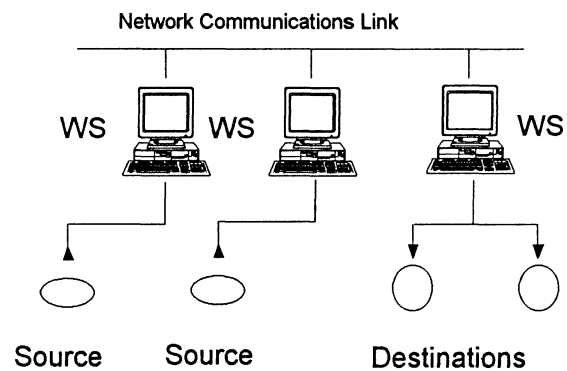 Network Communications Link
WS
WS
WS
Source
Source
Destinations